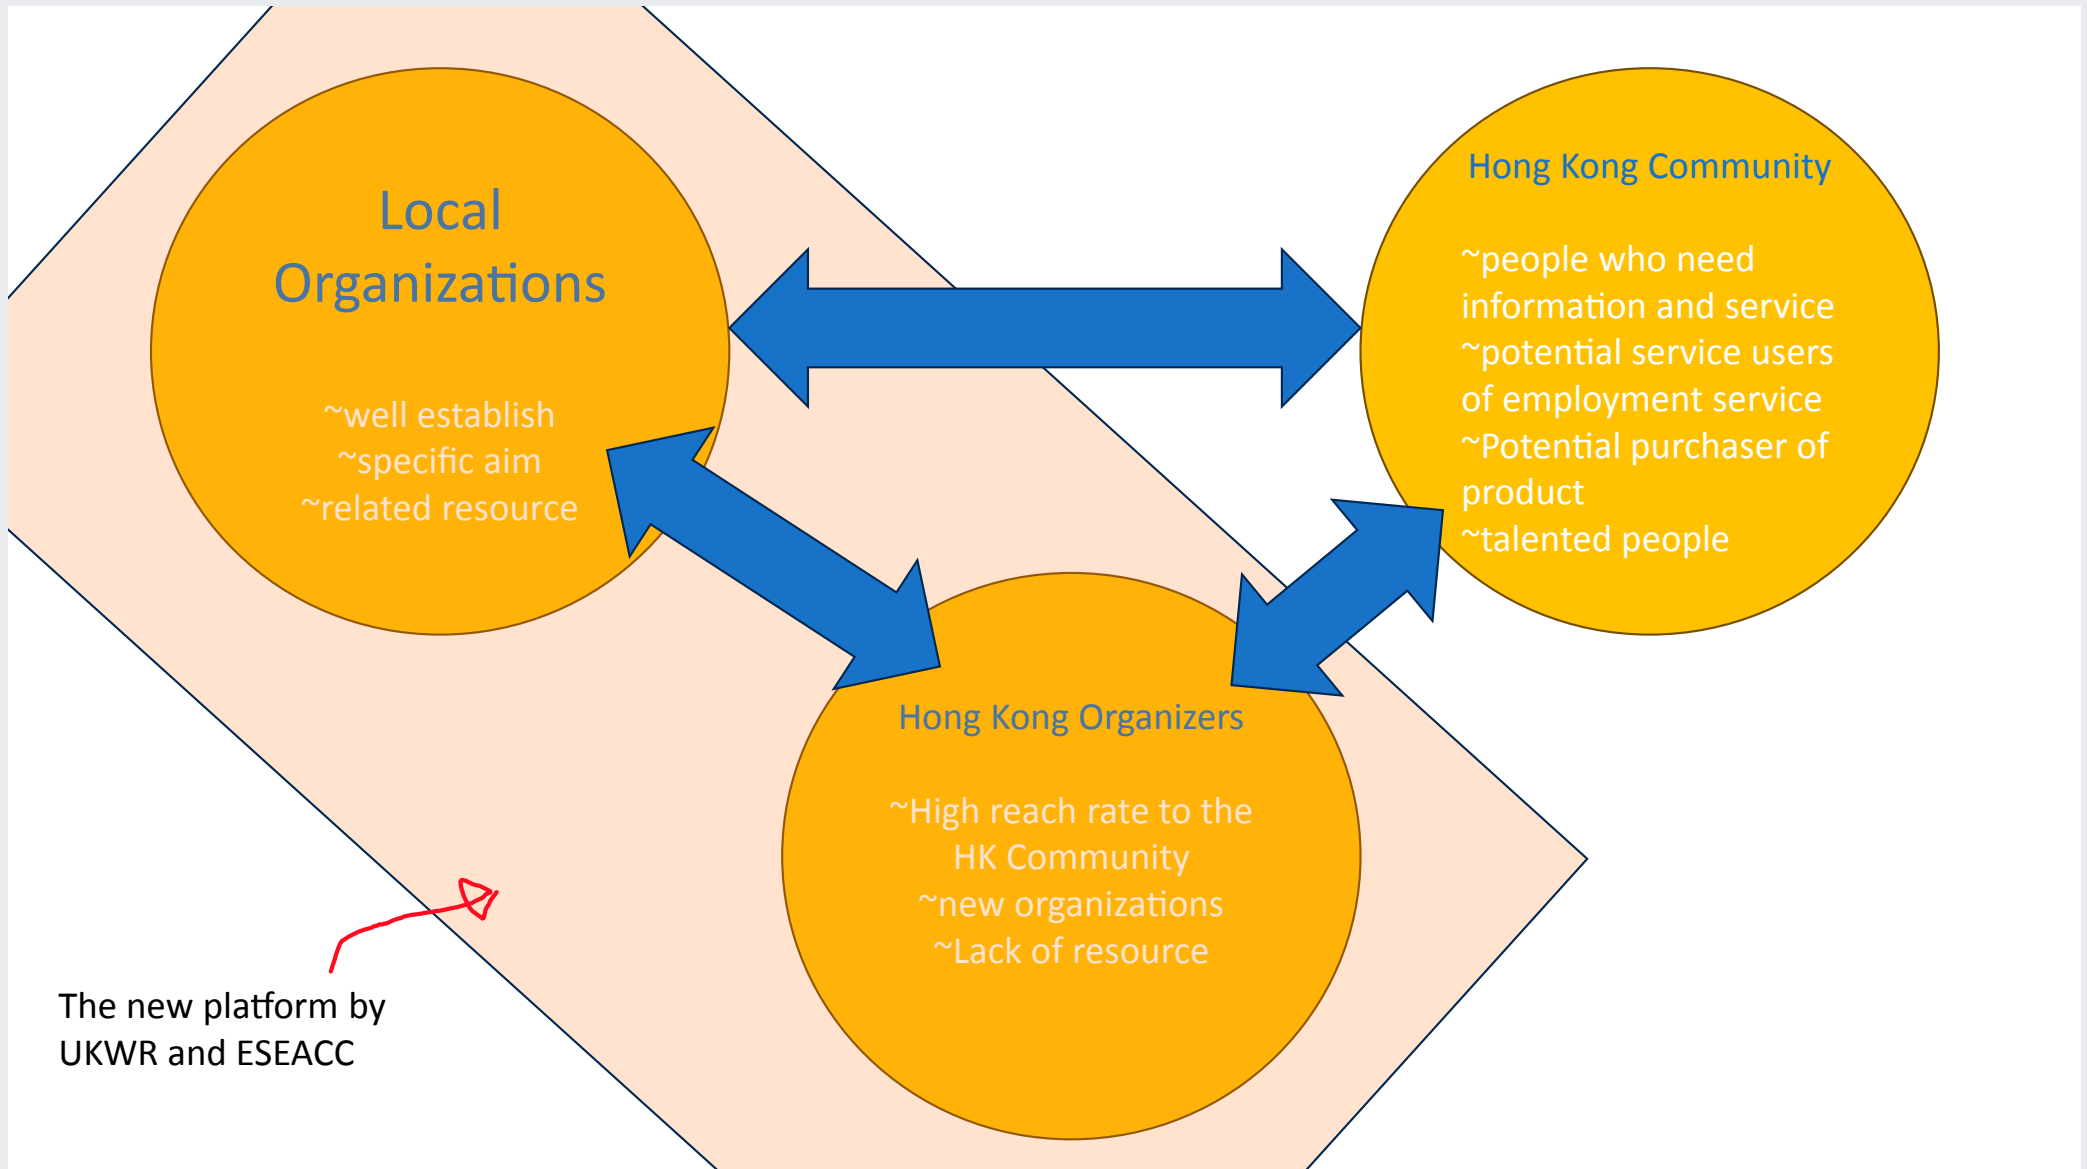 Local
Organizations
~well establish
~specific aim
~related resource
Hong Kong Community
~people who need
information and service
~potential service users
of employment service
~Potential purchaser of
product
~talented people
Hong Kong Organizers
~High reach rate to the
HK Community
~new organizations
~Lack of resource
The new platform by
UKWR and ESEACC